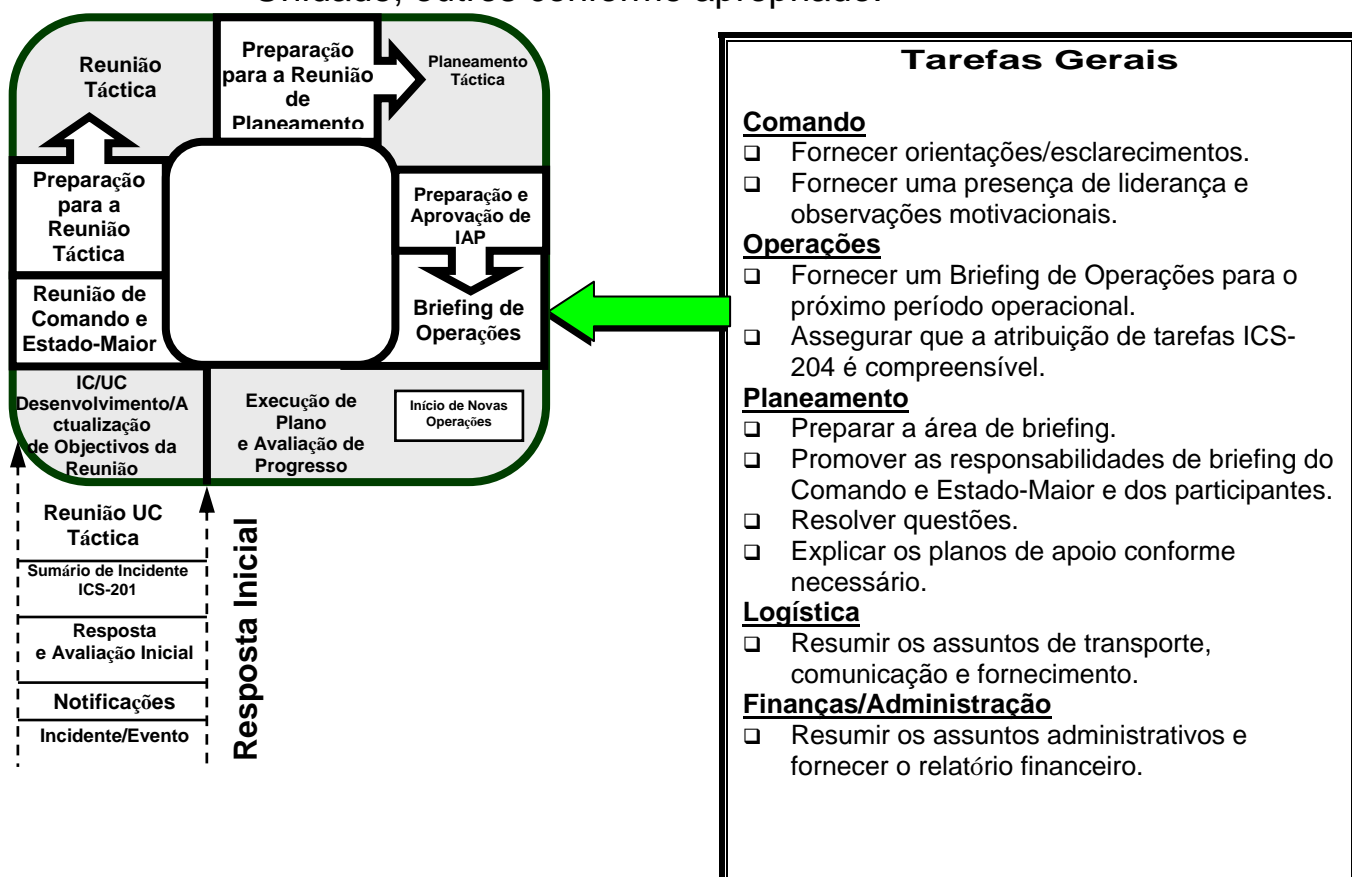 Unidade, outros conforme apropriado.
Reunião
Táctica
Preparação
para a Reunião
de
Planeamento
Planeamento
Táctica
Preparação
para a
Reunião
Táctica
Preparação e
Aprovação de
IAP
Reunião de
Comando e
Estado-Maior
Briefing de
Operações
IC/UC
Desenvolvimento/A
ctualização
de Objectivos da
Reunião
Execução de
Plano
e Avaliação de
Progresso
Início de Novas
Operações
Reunião UC
Táctica
Sumário de Incidente
ICS-201
Resposta
e Avaliação Inicial
Notificações
Incidente/Evento
Resposta Inicial
Tarefas Gerais
Comando
❑ Fornecer orientações/esclarecimentos.
❑ Fornecer uma presença de liderança e
observações motivacionais.
Operações
❑ Fornecer um Briefing de Operações para o
próximo período operacional.
❑ Assegurar que a atribuição de tarefas ICS-
204 é compreensível.
Planeamento
❑ Preparar a área de briefing.
❑ Promover as responsabilidades de briefing do
Comando e Estado-Maior e dos participantes.
❑ Resolver questões.
❑ Explicar os planos de apoio conforme
necessário.
Logística
❑ Resumir os assuntos de transporte,
comunicação e fornecimento.
Finanças/Administração
❑ Resumir os assuntos administrativos e
fornecer o relatório financeiro.